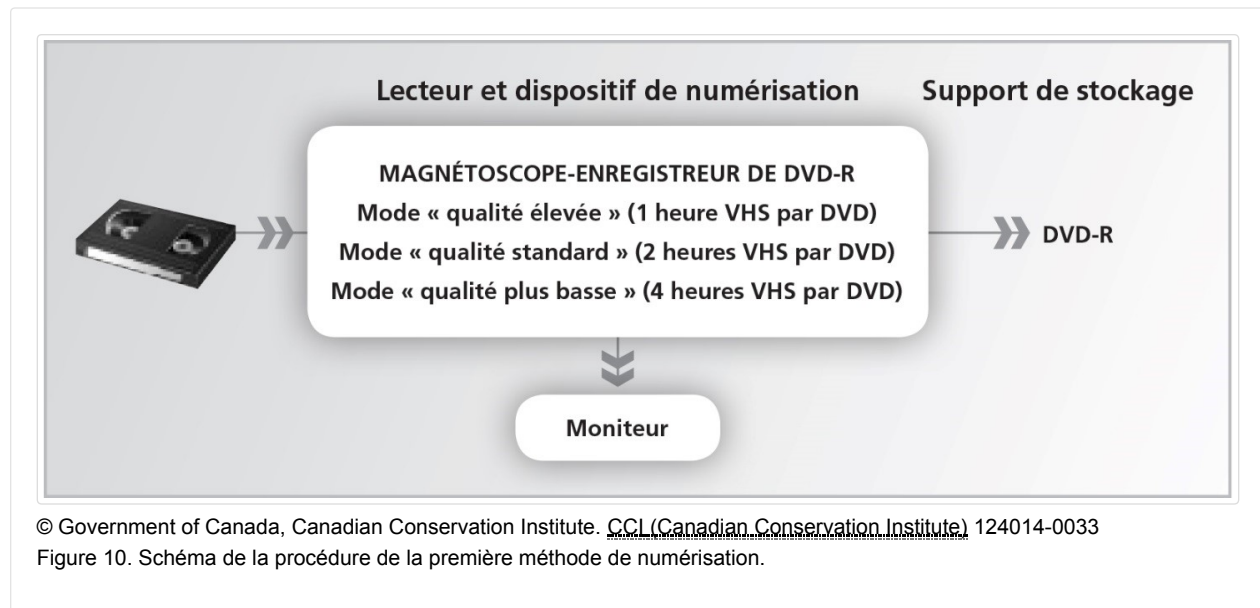 Lecteur et dispositif de numérisation
Support de stockage
MAGNÉTOSCOPE-ENREGISTREUR DE DVD-R
Mode « qualité élevée » (1 heure VHS par DVD)
Mode « qualité standard » (2 heures VHS par DVD)
Mode « qualité plus basse » (4 heures VHS par DVD)
DVD-R
Moniteur
© Government of Canada, Canadian Conservation Institute. CCI (Canadian Conservation Institute) 124014-0033
Figure 10. Schéma de la procédure de la première méthode de numérisation.